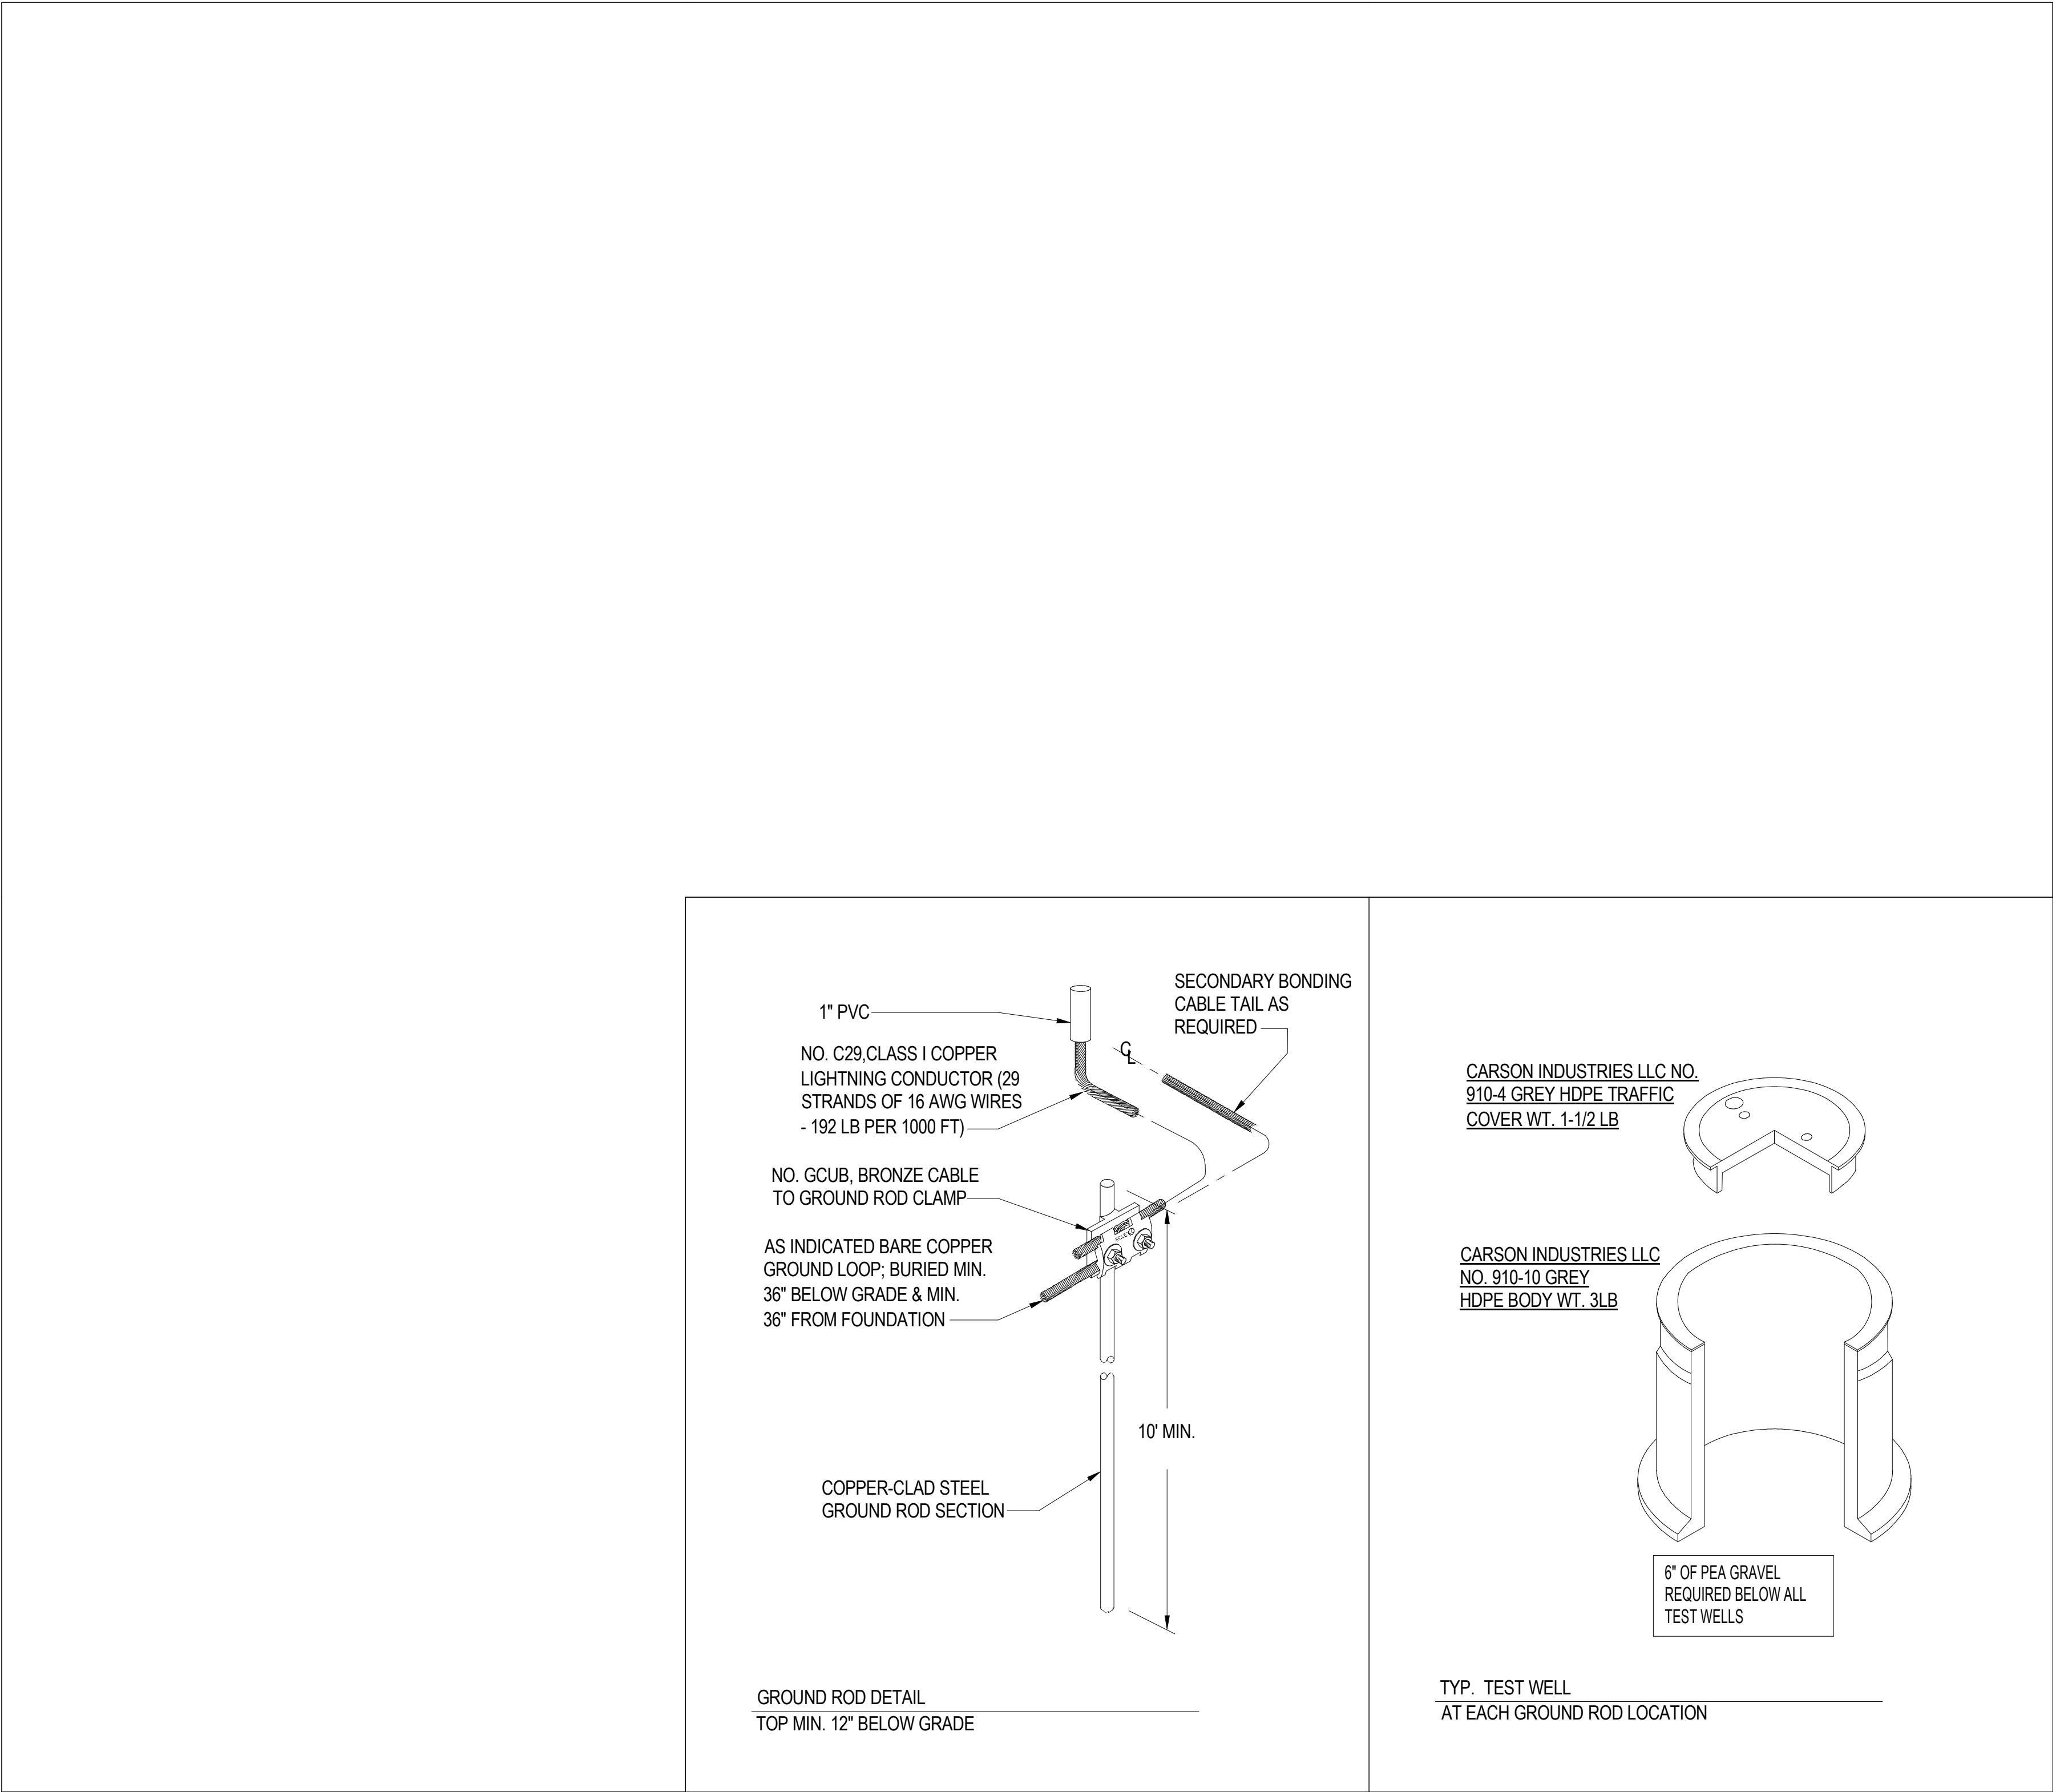 1" PVC
NO. C29,CLASS I COPPER
LIGHTNING CONDUCTOR (29
STRANDS OF 16 AWG WIRES
- 192 LB PER 1000 FT)
SECONDARY BONDING
CABLE TAIL AS
REQUIRED
CL
NO. GCUB, BRONZE CABLE
TO GROUND ROD CLAMP
AS INDICATED BARE COPPER
GROUND LOOP; BURIED MIN.
36" BELOW GRADE & MIN.
36" FROM FOUNDATION
10' MIN.
COPPER-CLAD STEEL
GROUND ROD SECTION
GROUND ROD DETAIL
TOP MIN. 12" BELOW GRADE
CARSON INDUSTRIES LLC NO.
910-4 GREY HDPE TRAFFIC
COVER WT. 1-1/2 LB
CARSON INDUSTRIES LLC
NO. 910-10 GREY
HDPE BODY WT. 3LB
6" OF PEA GRAVEL
REQUIRED BELOW ALL
TEST WELLS
TYP. TEST WELL
AT EACH GROUND ROD LOCATION